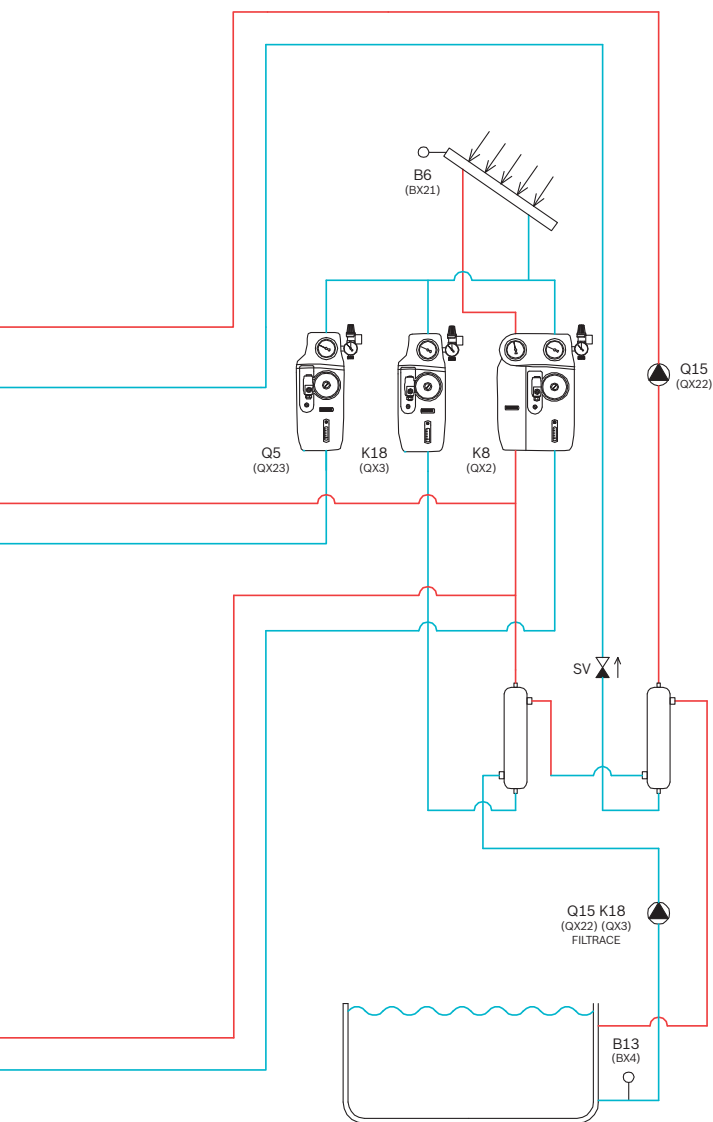 B6
(BX21)
Q15
(QX22)
Q5
(QX23)
K18
(QX3)
K8
(QX2)
SV
Q15 K18
(QX22) (QX3)
FILTRACE
B13
(BX4)